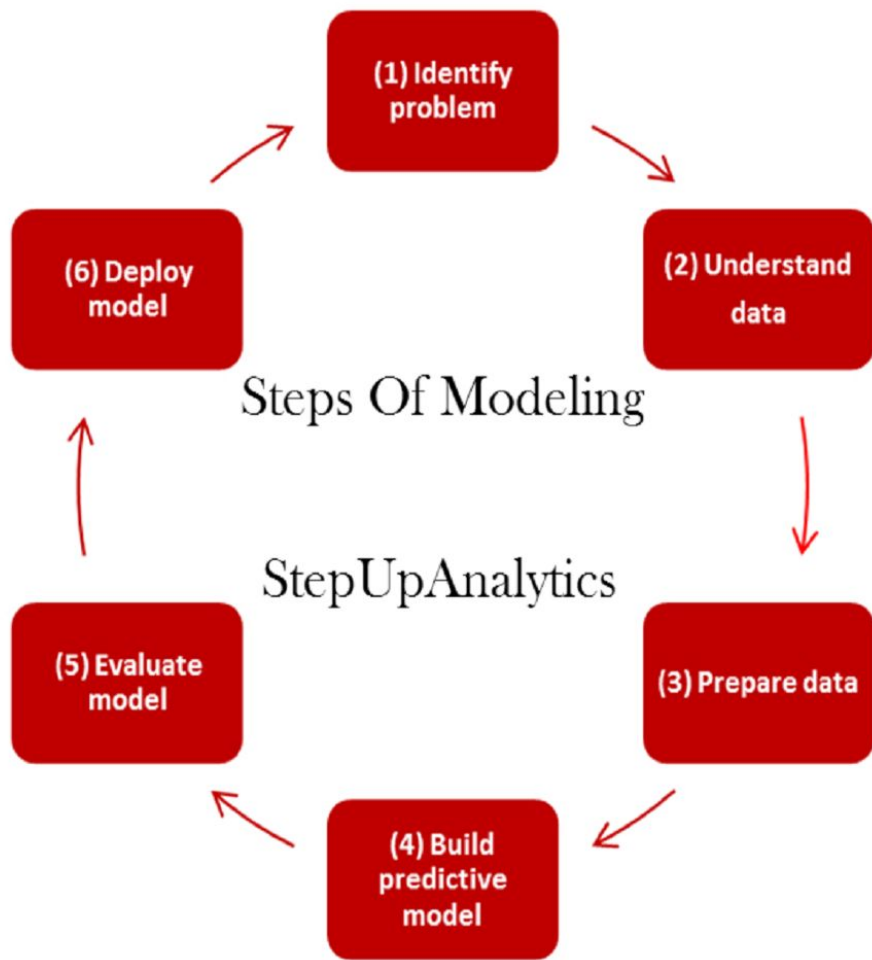 (1) Identify
problem
(2) Understand
data
(3) Prepare data
(4) Build
predictive
model
(5) Evaluate
model
(6) Deploy
model
Steps Of Modeling
StepUpAnalytics